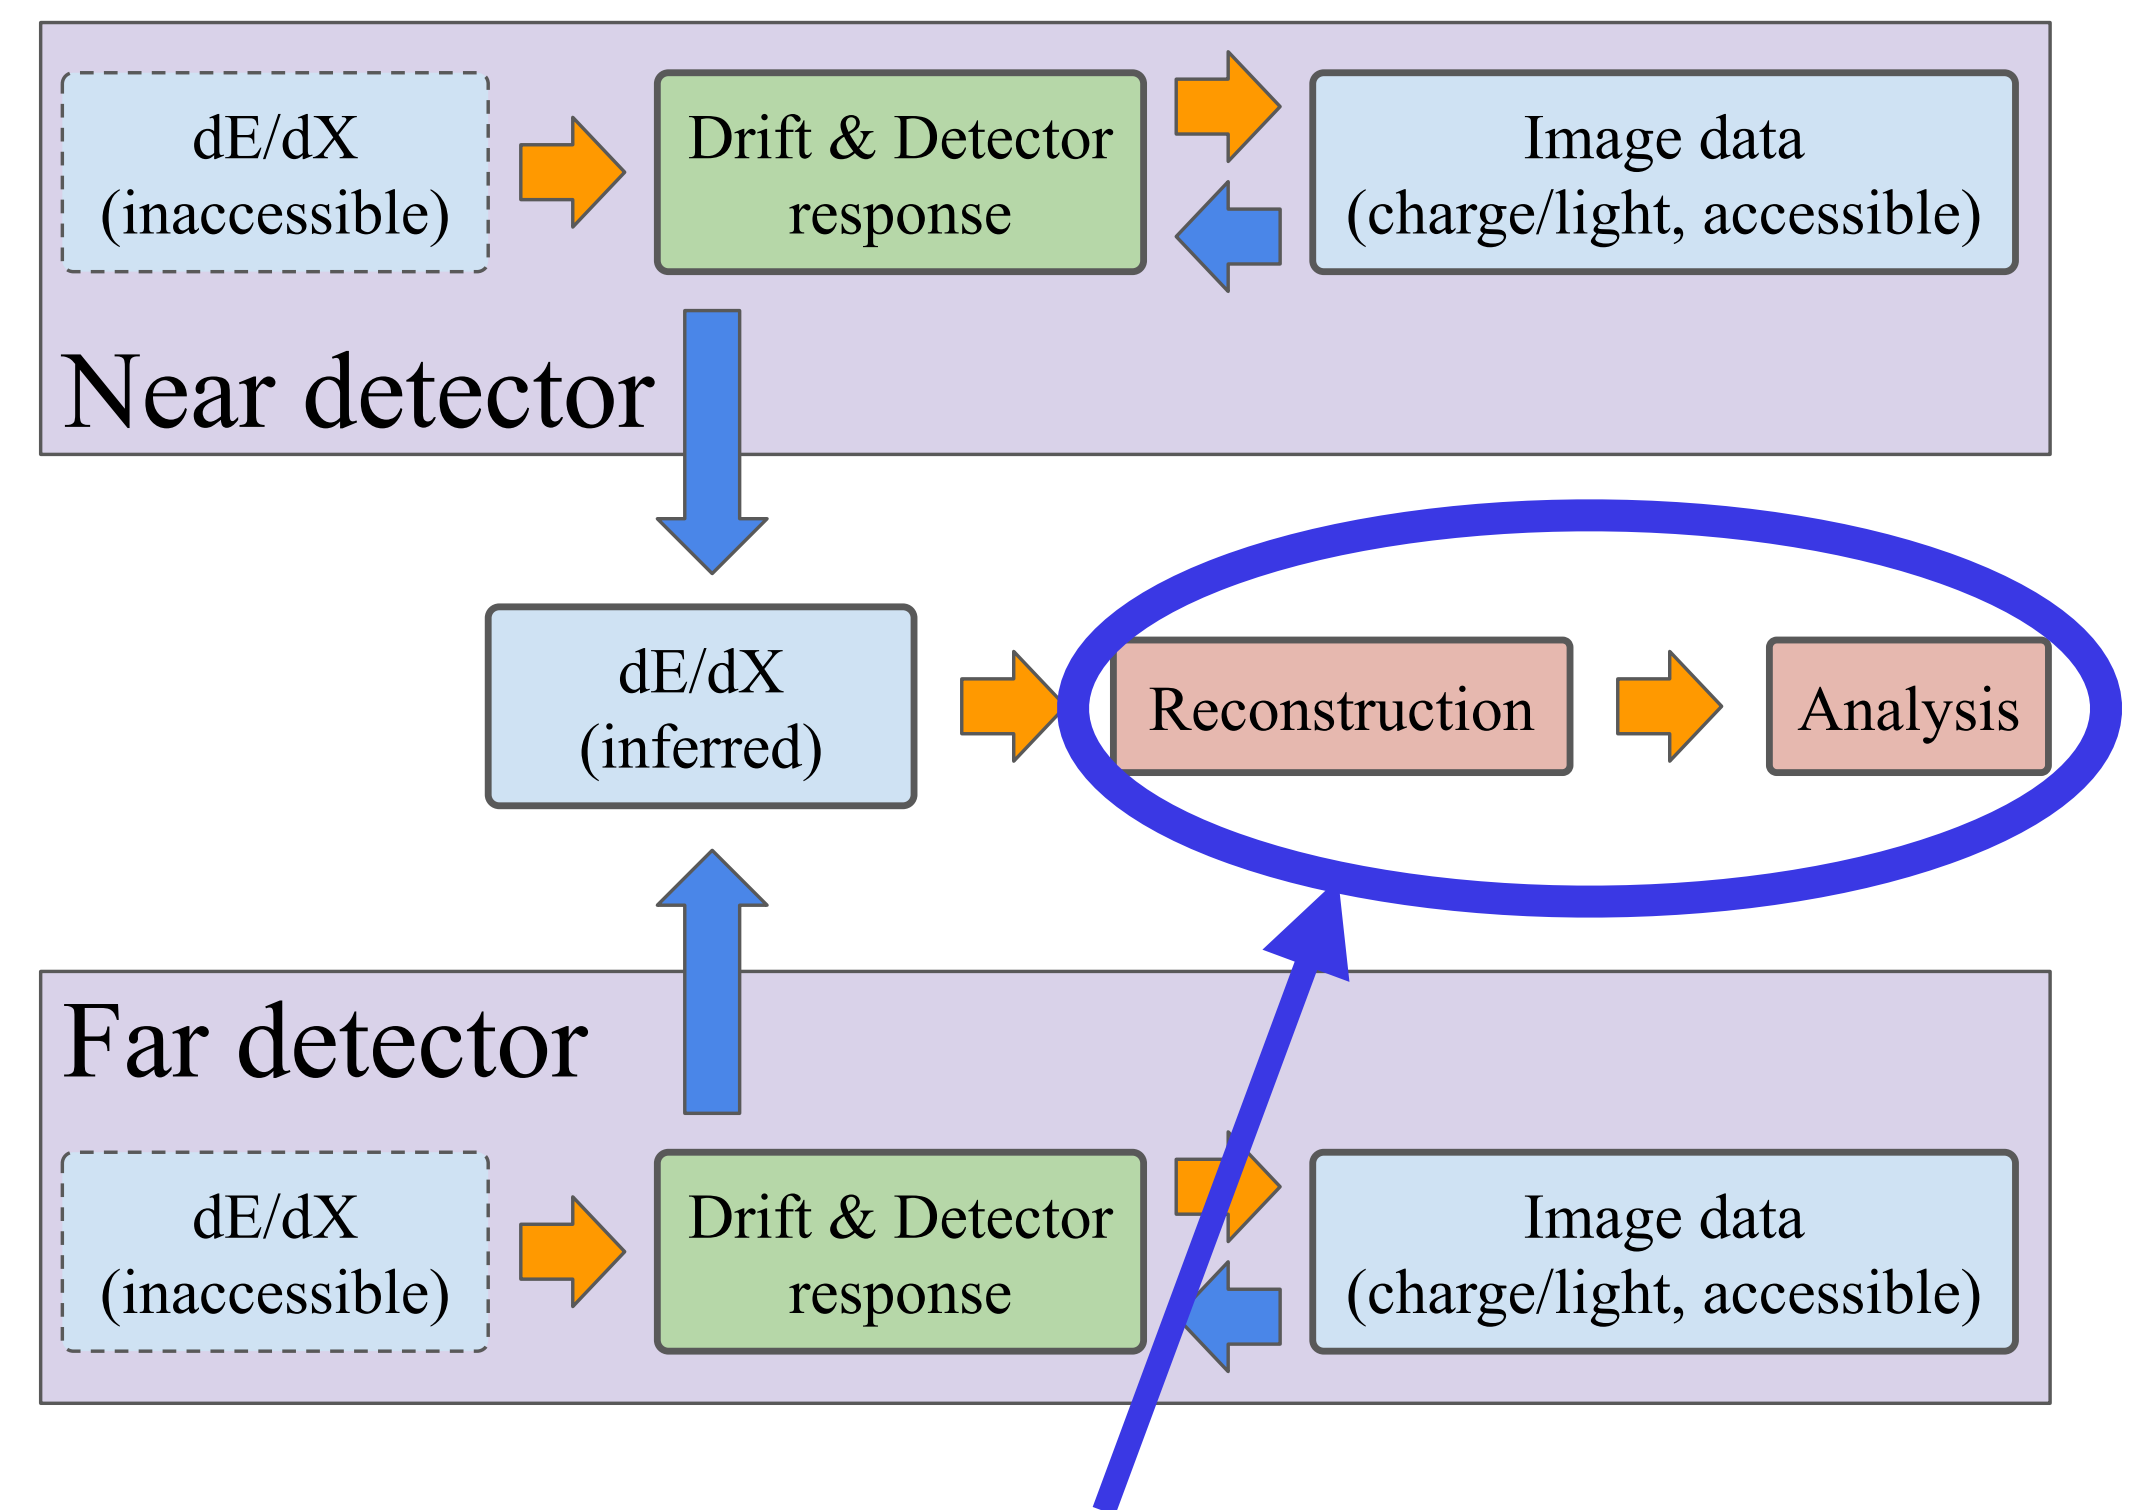 dE/dX
(inaccessible)
Drift & Detector
response
Image data
(charge/light, accessible)
Near detector
dE/dX
(inferred)
Reconstruction
Analysis
Far detector
dE/dX
(inaccessible)
Drift & Detector
response
Image data
(charge/light, accessible)